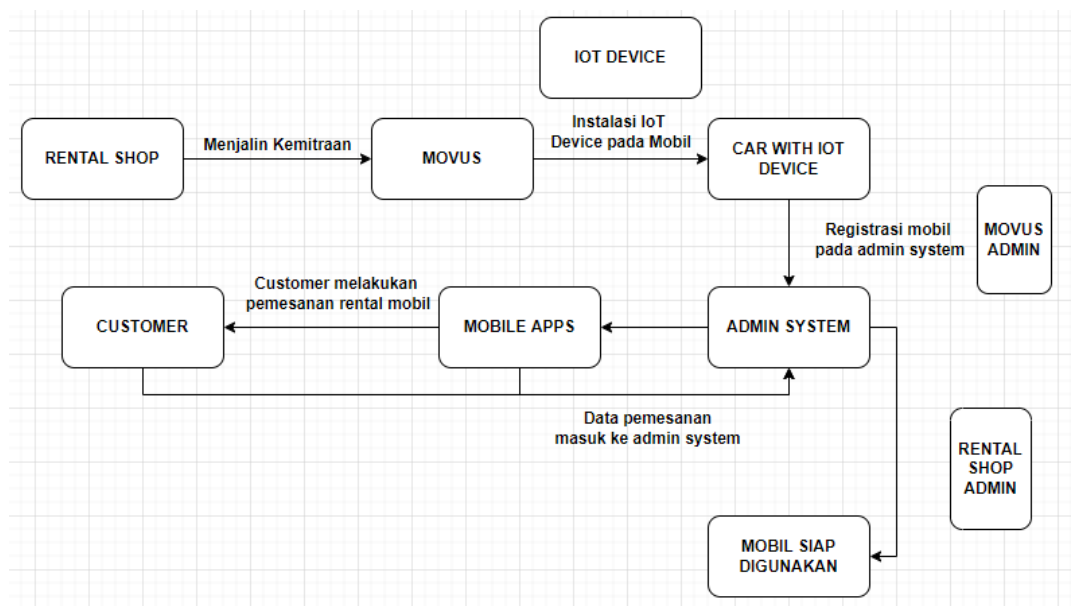 IOT DEVICE
RENTAL SHOP
Menjalin Kemitraan
MOVUS
Instalasi IoT
Device pada Mobil
CAR WITH IOT
DEVICE
Registrasi mobil
pada admin system
MOVUS
ADMIN
Customer melakukan
pemesanan rental mobil
CUSTOMER
MOBILE APPS
ADMIN SYSTEM
Data pemesanan
masuk ke admin system
RENTAL
SHOP
ADMIN
MOBIL SIAP
DIGUNAKAN